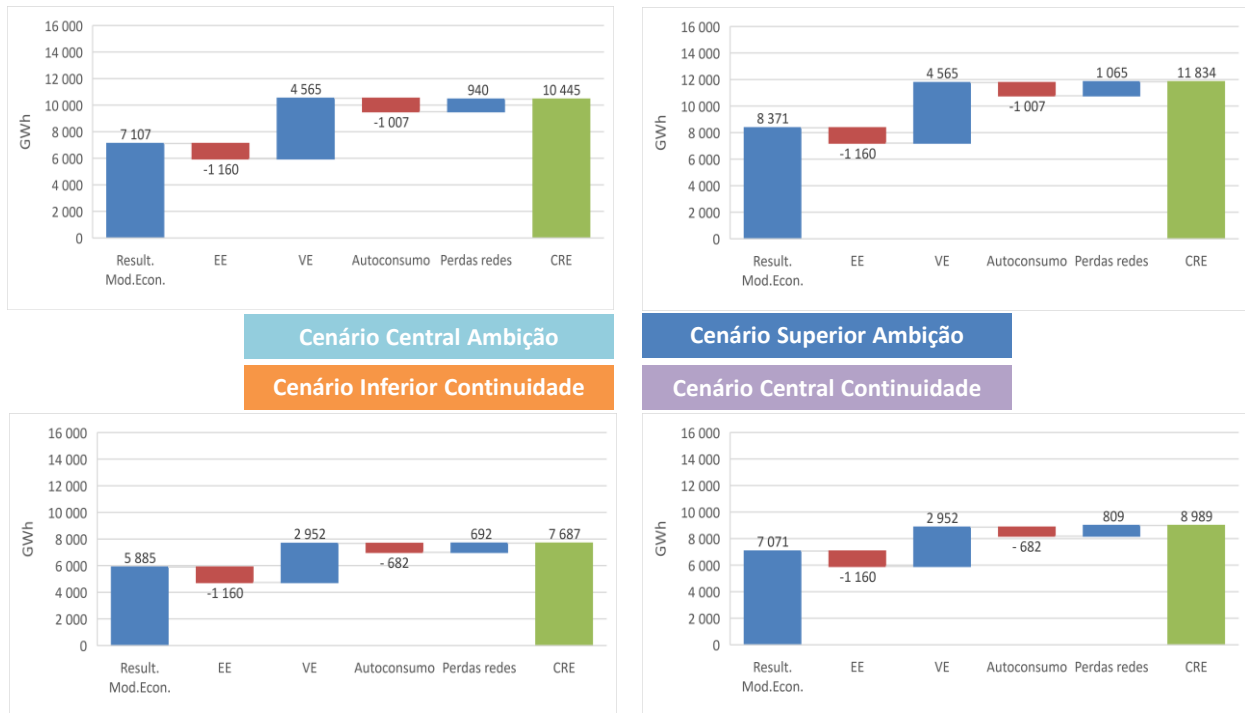 16 000
14 000
12 000
10 000
8 000
6 000
4 000
2 000
0
GWh
7 107
-1 160
4 565
-1 007
940
10 445
Result.
Mod.Econ.
EE
VE
Autoconsumo
Perdas redes
CRE
16 000
14 000
12 000
10 000
8 000
6 000
4 000
2 000
0
GWh
8 371
-1 160
4 565
-1 007
1 065
11 834
Result.
Mod.Econ.
EE
VE
Autoconsumo
Perdas redes
CRE
Cenário Central Ambição
Cenário Superior Ambição
Cenário Inferior Continuidade
Cenário Central Continuidade
16 000
14 000
12 000
10 000
8 000
6 000
4 000
2 000
0
GWh
5 885
-1 160
2 952
- 682
692
7 687
Result.
Mod.Econ.
EE
VE
Autoconsumo
Perdas redes
CRE
16 000
14 000
12 000
10 000
8 000
6 000
4 000
2 000
0
GWh
7 071
-1 160
2 952
- 682
809
8 989
Result.
Mod.Econ.
EE
VE
Autoconsumo
Perdas redes
CRE